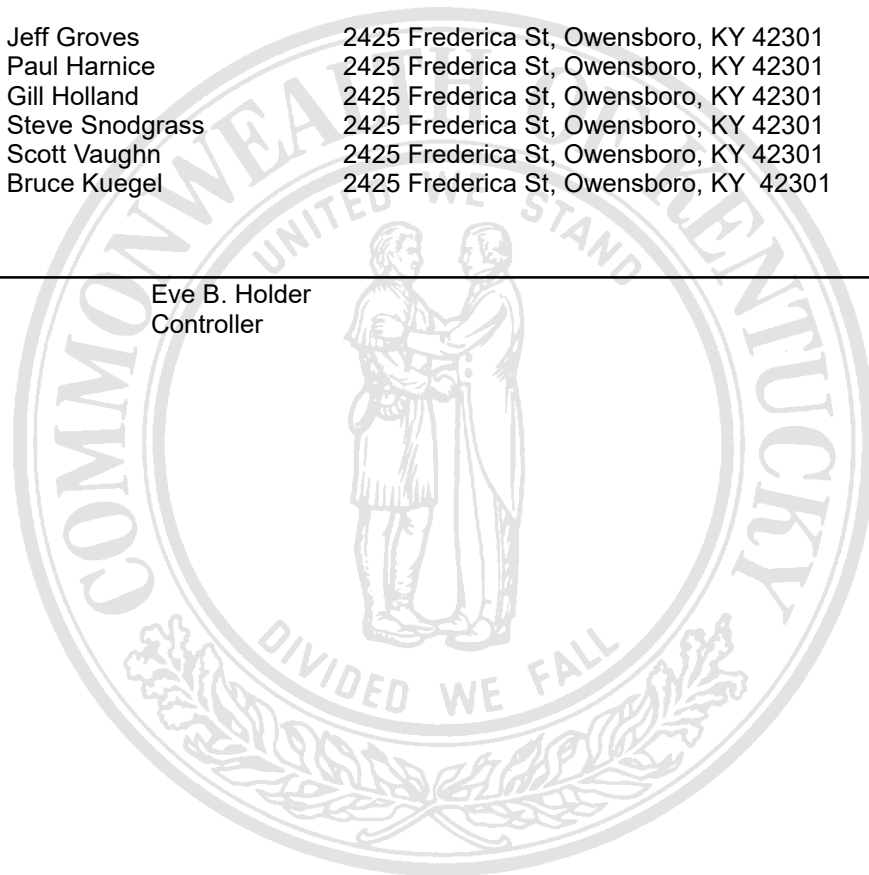 Jeff Groves 2425 Frederica St, Owensboro, KY 42301
Paul Harnice 2425 Frederica St, Owensboro, KY 42301
Gill Holland 2425 Frederica St, Owensboro, KY 42301
Steve Snodgrass 2425 Frederica St, Owensboro, KY 42301
Scott Vaughn 2425 Frederica St, Owensboro, KY 42301
Bruce Kuegel 2425 Frederica St, Owensboro, KY 42301
Eve B. Holder
Controller
COMMONWEALTH OF KENTUCKY
UNITED WE STAND
DIVIDED WE FALL